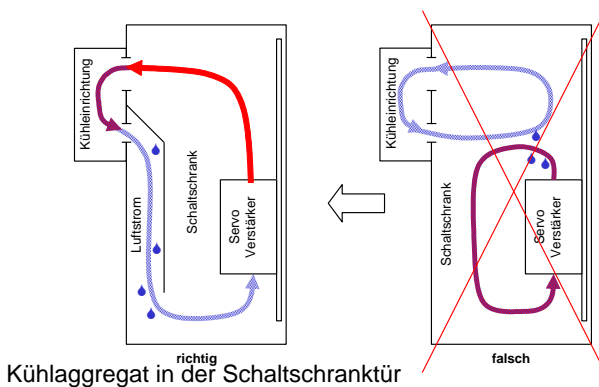 Kühleinrichtung
Luftstrom
Schaltschrank
Servo
Verstärker
richtig
Kühleinrichtung
Schaltschrank
Servo
Verstärker
falsch
Kühlaggregat in der Schaltschranktür